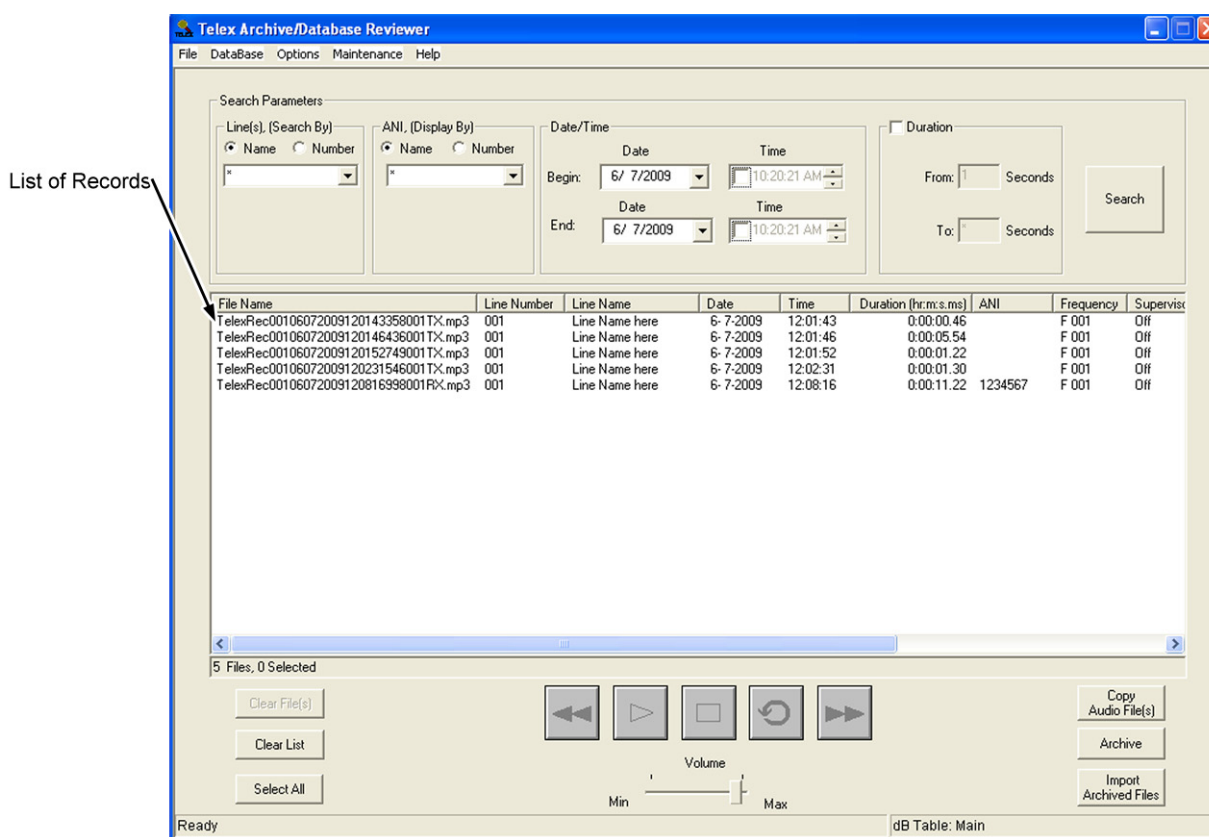 Telex Archive/Database Reviewer
File DataBase Options Maintenance Help
Search Parameters
Line(s), (Search By) ANI, (Display By) Date/Time Duration
Name Number Name Number Date Time
* * Begin: 6/ 7/2009 10:20:21 AM From: 1 Seconds
Search
Date Time
End: 6/ 7/2009 10:20:21 AM To: * Seconds
List of Records
File Name Line Number Line Name Date Time Duration (hr:m:s.ms) ANI Frequency Superviso
TelexRec00106072009120143358001TX.mp3 001 Line Name here 6- 7-2009 12:01:43 0:00:00.46 F 001 Off
TelexRec00106072009120146436001TX.mp3 001 Line Name here 6- 7-2009 12:01:46 0:00:05.54 F 001 Off
TelexRec00106072009120152749001TX.mp3 001 Line Name here 6- 7-2009 12:01:52 0:00:01.22 F 001 Off
TelexRec00106072009120231546001TX.mp3 001 Line Name here 6- 7-2009 12:02:31 0:00:01.30 F 001 Off
TelexRec00106072009120816998001RX.mp3 001 Line Name here 6- 7-2009 12:08:16 0:00:11.22 1234567 F 001 Off
5 Files, 0 Selected
Clear File(s)
Clear List
Select All
Volume
Min Max
Copy
Audio File(s)
Archive
Import
Archived Files
Ready dB Table: Main